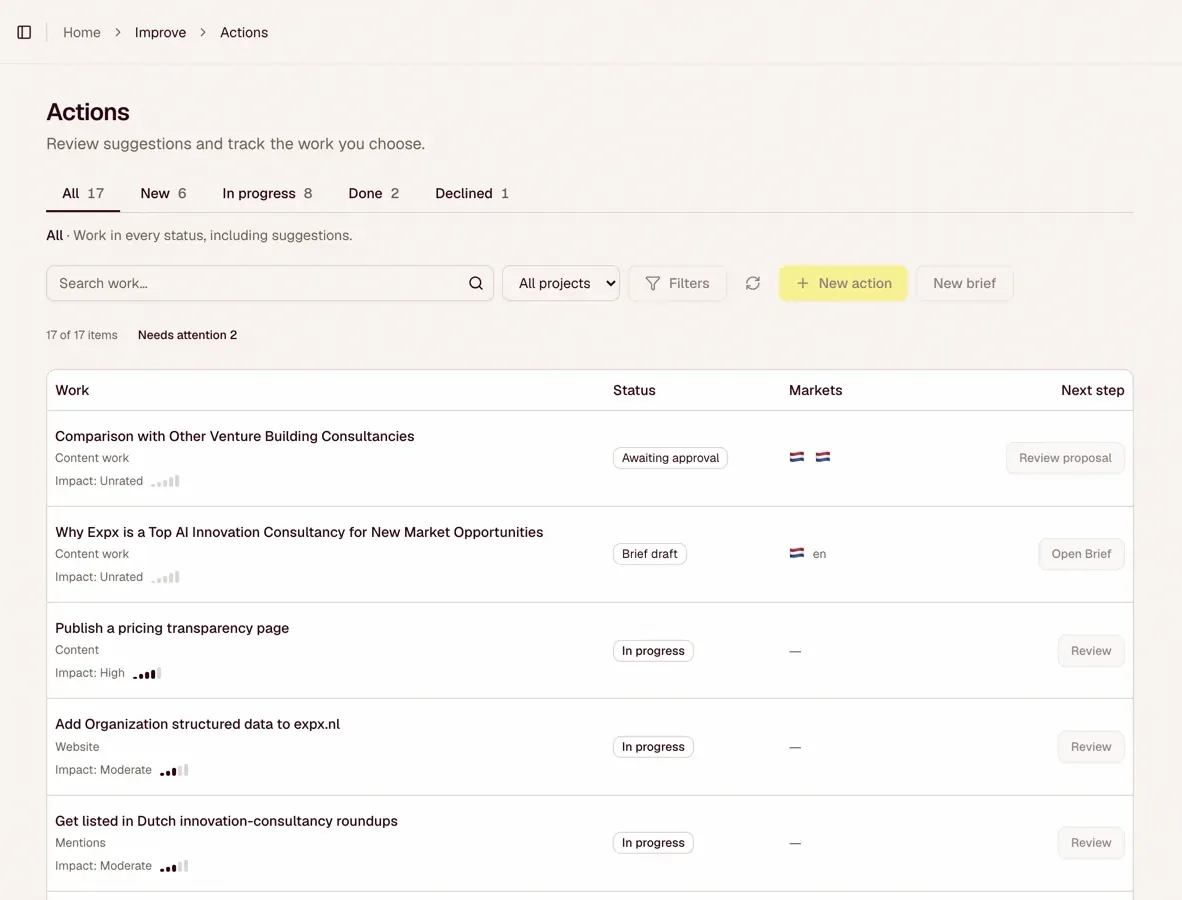 Home > Improve > Actions
Actions
Review suggestions and track the work you choose.
All 17 New 6 In progress 8 Done 2 Declined 1
All · Work in every status, including suggestions.
Search work... All projects Filters + New action New brief
17 of 17 items Needs attention 2
Work Status Markets Next step
Comparison with Other Venture Building Consultancies
Content work
Impact: Unrated
Awaiting approval
Review proposal
Why Expx is a Top AI Innovation Consultancy for New Market Opportunities
Content work
Impact: Unrated
Brief draft
en
Open Brief
Publish a pricing transparency page
Content
Impact: High
In progress
—
Review
Add Organization structured data to expx.nl
Website
Impact: Moderate
In progress
—
Review
Get listed in Dutch innovation-consultancy roundups
Mentions
Impact: Moderate
In progress
—
Review